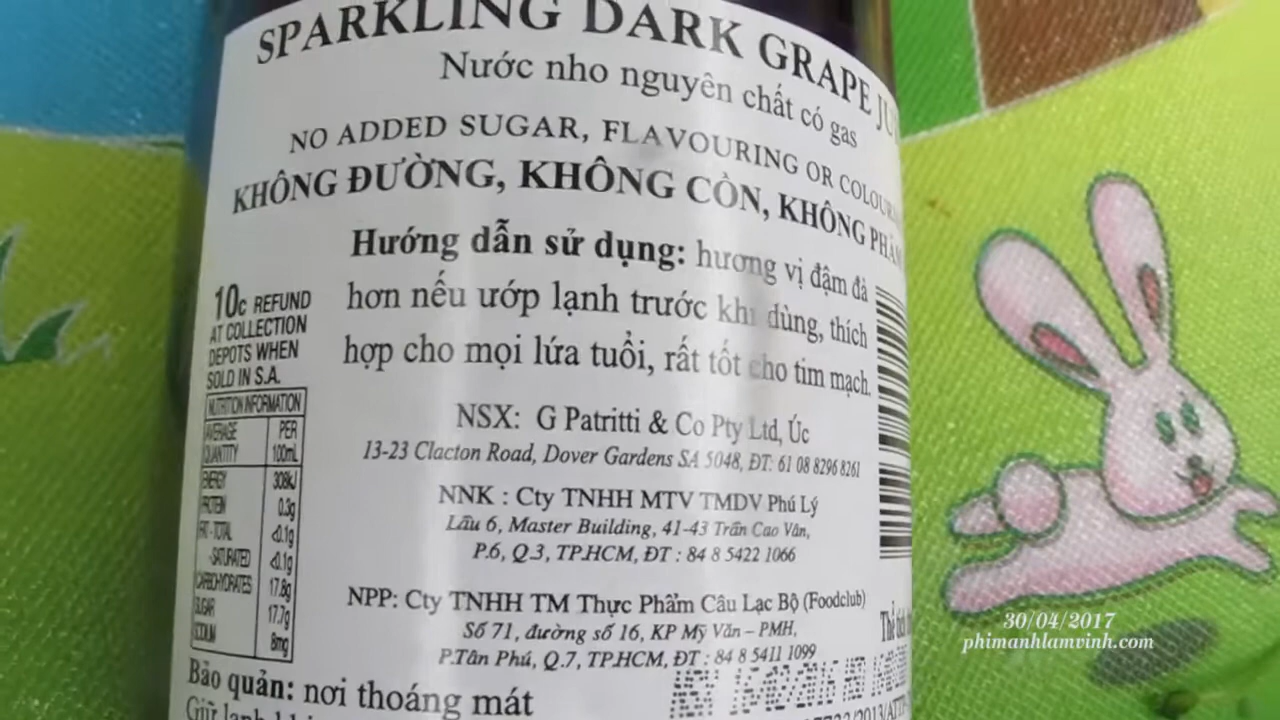 SPARKLING DARK GRAPE
Nước nho nguyên chất có gas
NO ADDED SUGAR, FLAVOURING OR
KHÔNG ĐƯỜNG, KHÔNG CỒN, KHÔNG
Hướng dẫn sử dụng: hương vị đậm đà
hơn nếu ướp lạnh trước khi dùng, thích
hợp cho mọi lứa tuổi, rất tốt cho tim mạch.
10c REFUND
AT COLLECTION
DEPOTS WHEN
SOLD IN S.A.
NUTRITION INFORMATION
AVERAGE QUANTITY PER 100mL
ENERGY 308kJ
PROTEIN 0.3g
FAT - TOTAL <0.1g
- SATURATED <0.1g
CARBOHYDRATES 17.8g
SUGAR 17.7g
SODIUM 8mg
NSX: G Patritti & Co Pty Ltd, Úc
13-23 Clacton Road, Dover Gardens SA 5048, ĐT: 61 08 8296 8261
NNK : Cty TNHH MTV TMDV Phú Lý
Lầu 6, Master Building, 41-43 Trần Cao Vân,
P.6, Q.3, TP.HCM, ĐT : 84 8 5422 1066
NPP: Cty TNHH TM Thực Phẩm Câu Lạc Bộ (Foodclub)
Số 71, đường số 16, KP Mỹ Văn – PMH,
P.Tân Phú, Q.7, TP.HCM, ĐT : 84 8 5411 1099
Bảo quản: nơi thoáng mát
30/04/2017
phimanhlamvinh.com